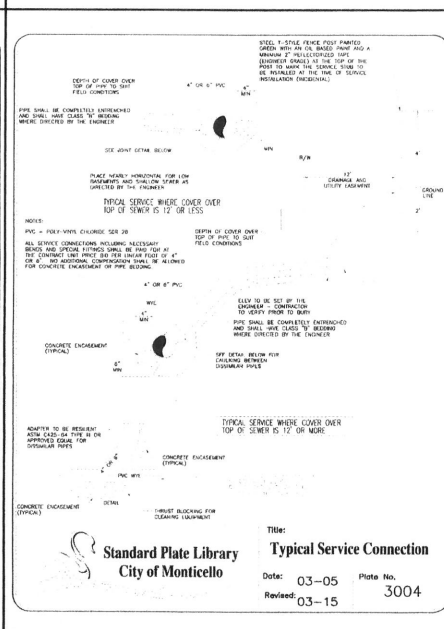 STEEL T-STYLE FENCE POST PAINTED
GREEN WITH AN OIL BASED PAINT AND A
MINIMUM 2" REFLECTORIZED TAPE
(ENGINEER GRADE) AT THE TOP OF THE
POST TO MARK THE SERVICE STUB TO
BE INSTALLED AT THE TIME OF SERVICE
INSTALLATION (INCIDENTAL)
DEPTH OF COVER OVER
TOP OF PIPE TO SUIT
FIELD CONDITIONS
4" OR 6" PVC
6"
MIN
PIPE SHALL BE COMPLETELY ENTRENCHED
AND SHALL HAVE CLASS "B" BEDDING
WHERE DIRECTED BY THE ENGINEER
SEE JOINT DETAIL BELOW
MIN
R/W
4'
PLACE NEARLY HORIZONTAL FOR LOW
BASEMENTS AND SHALLOW SEWER AS
DIRECTED BY THE ENGINEER
12'
DRAINAGE AND
UTILITY EASEMENT
GROUND
LINE
TYPICAL SERVICE WHERE COVER OVER
TOP OF SEWER IS 12' OR LESS
2'
NOTES:
PVC = POLY-VINYL CHLORIDE SDR 26
DEPTH OF COVER OVER
TOP OF PIPE TO SUIT
FIELD CONDITIONS
ALL SERVICE CONNECTIONS INCLUDING NECESSARY
BENDS AND SPECIAL FITTINGS SHALL BE PAID FOR AT
THE CONTRACT UNIT PRICE BID PER LINEAR FOOT OF 4"
OR 6". NO ADDITIONAL COMPENSATION SHALL BE ALLOWED
FOR CONCRETE ENCASEMENT OR PIPE BEDDING
4" OR 6" PVC
WYE
6"
MIN
ELEV TO BE SET BY THE
ENGINEER - CONTRACTOR
TO VERIFY PRIOR TO BURY
PIPE SHALL BE COMPLETELY ENTRENCHED
AND SHALL HAVE CLASS "B" BEDDING
WHERE DIRECTED BY THE ENGINEER
CONCRETE ENCASEMENT
(TYPICAL)
SEE DETAIL BELOW FOR
CAULKING BETWEEN
DISSIMILAR PIPES
6"
MIN
TYPICAL SERVICE WHERE COVER OVER
TOP OF SEWER IS 12' OR MORE
ADAPTER TO BE RESILIENT
ASTM C425-04 TYPE III OR
APPROVED EQUAL FOR
DISSIMILAR PIPES
CONCRETE ENCASEMENT
(TYPICAL)
PVC WYE
CONCRETE ENCASEMENT
(TYPICAL)
DETAIL
THRUST BLOCKING FOR
CLEANING EQUIPMENT
Standard Plate Library
City of Monticello
Title:
Typical Service Connection
Date: 03-05
Plate No.
3004
Revised: 03-15